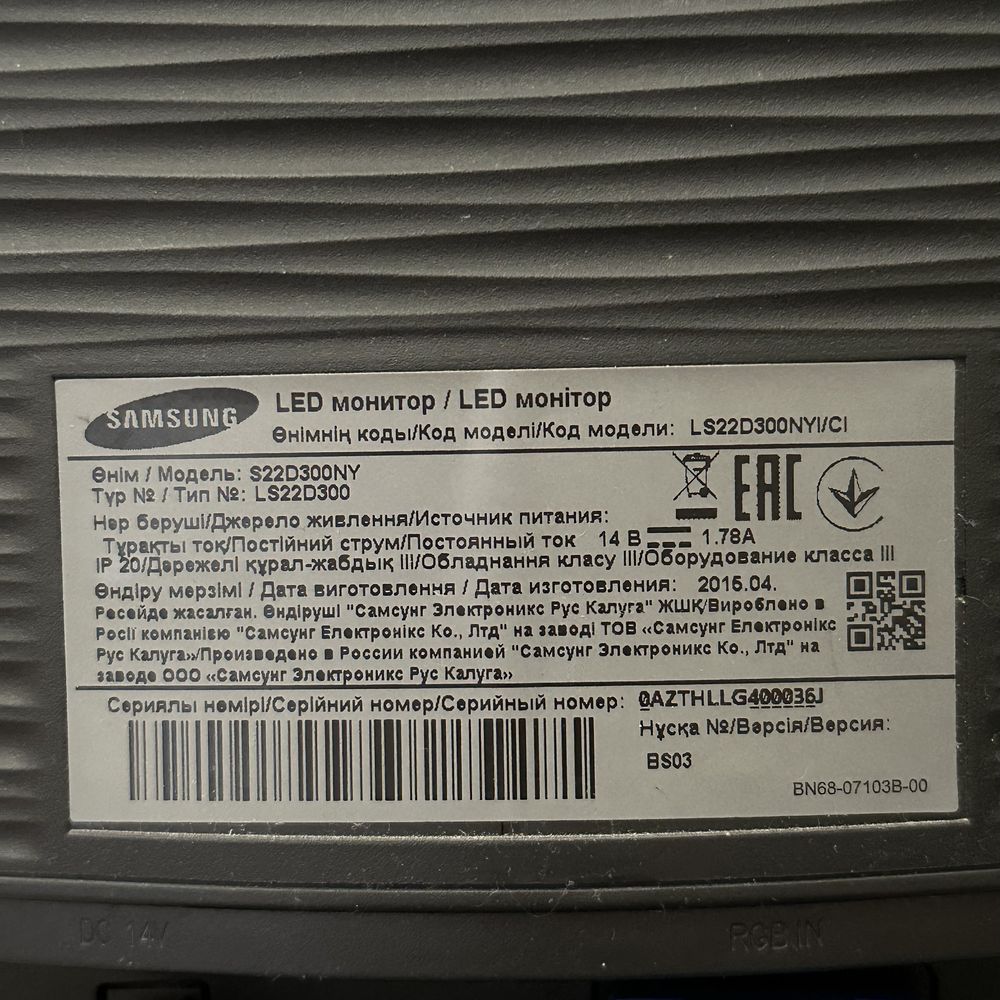 SAMSUNG
LED монитор / LED монітор
Өнімнің коды/Код моделі/Код модели: LS22D300NYI/CI
Өнім / Модель: S22D300NY
Түр № / Тип №: LS22D300
EAC
Нәр беруші/Джерело живлення/Источник питания:
Тұрақты тоқ/Постійний струм/Постоянный ток 14 В 1.78A
IP 20/Дәрежелі құрал-жабдық III/Обладнання класу III/Оборудование класса III
Өндіру мерзімі / Дата виготовлення / Дата изготовления: 2015.04.
Ресейде жасалған. Өндіруші "Самсунг Электроникс Рус Калуга" ЖШҚ/Вироблено в
Росії компанією "Самсунг Електронікс Ко., Лтд" на заводі ТОВ «Самсунг Електронікс
Рус Калуга»/Произведено в России компанией "Самсунг Электроникс Ко., Лтд" на
заводе ООО «Самсунг Электроникс Рус Калуга»
Сериялы немірі/Серійний номер/Серийный номер: 0AZTHLLG400036J
Нұсқа №/Версія/Версия:
BS03
BN68-07103B-00
DC 14V
RGB IN